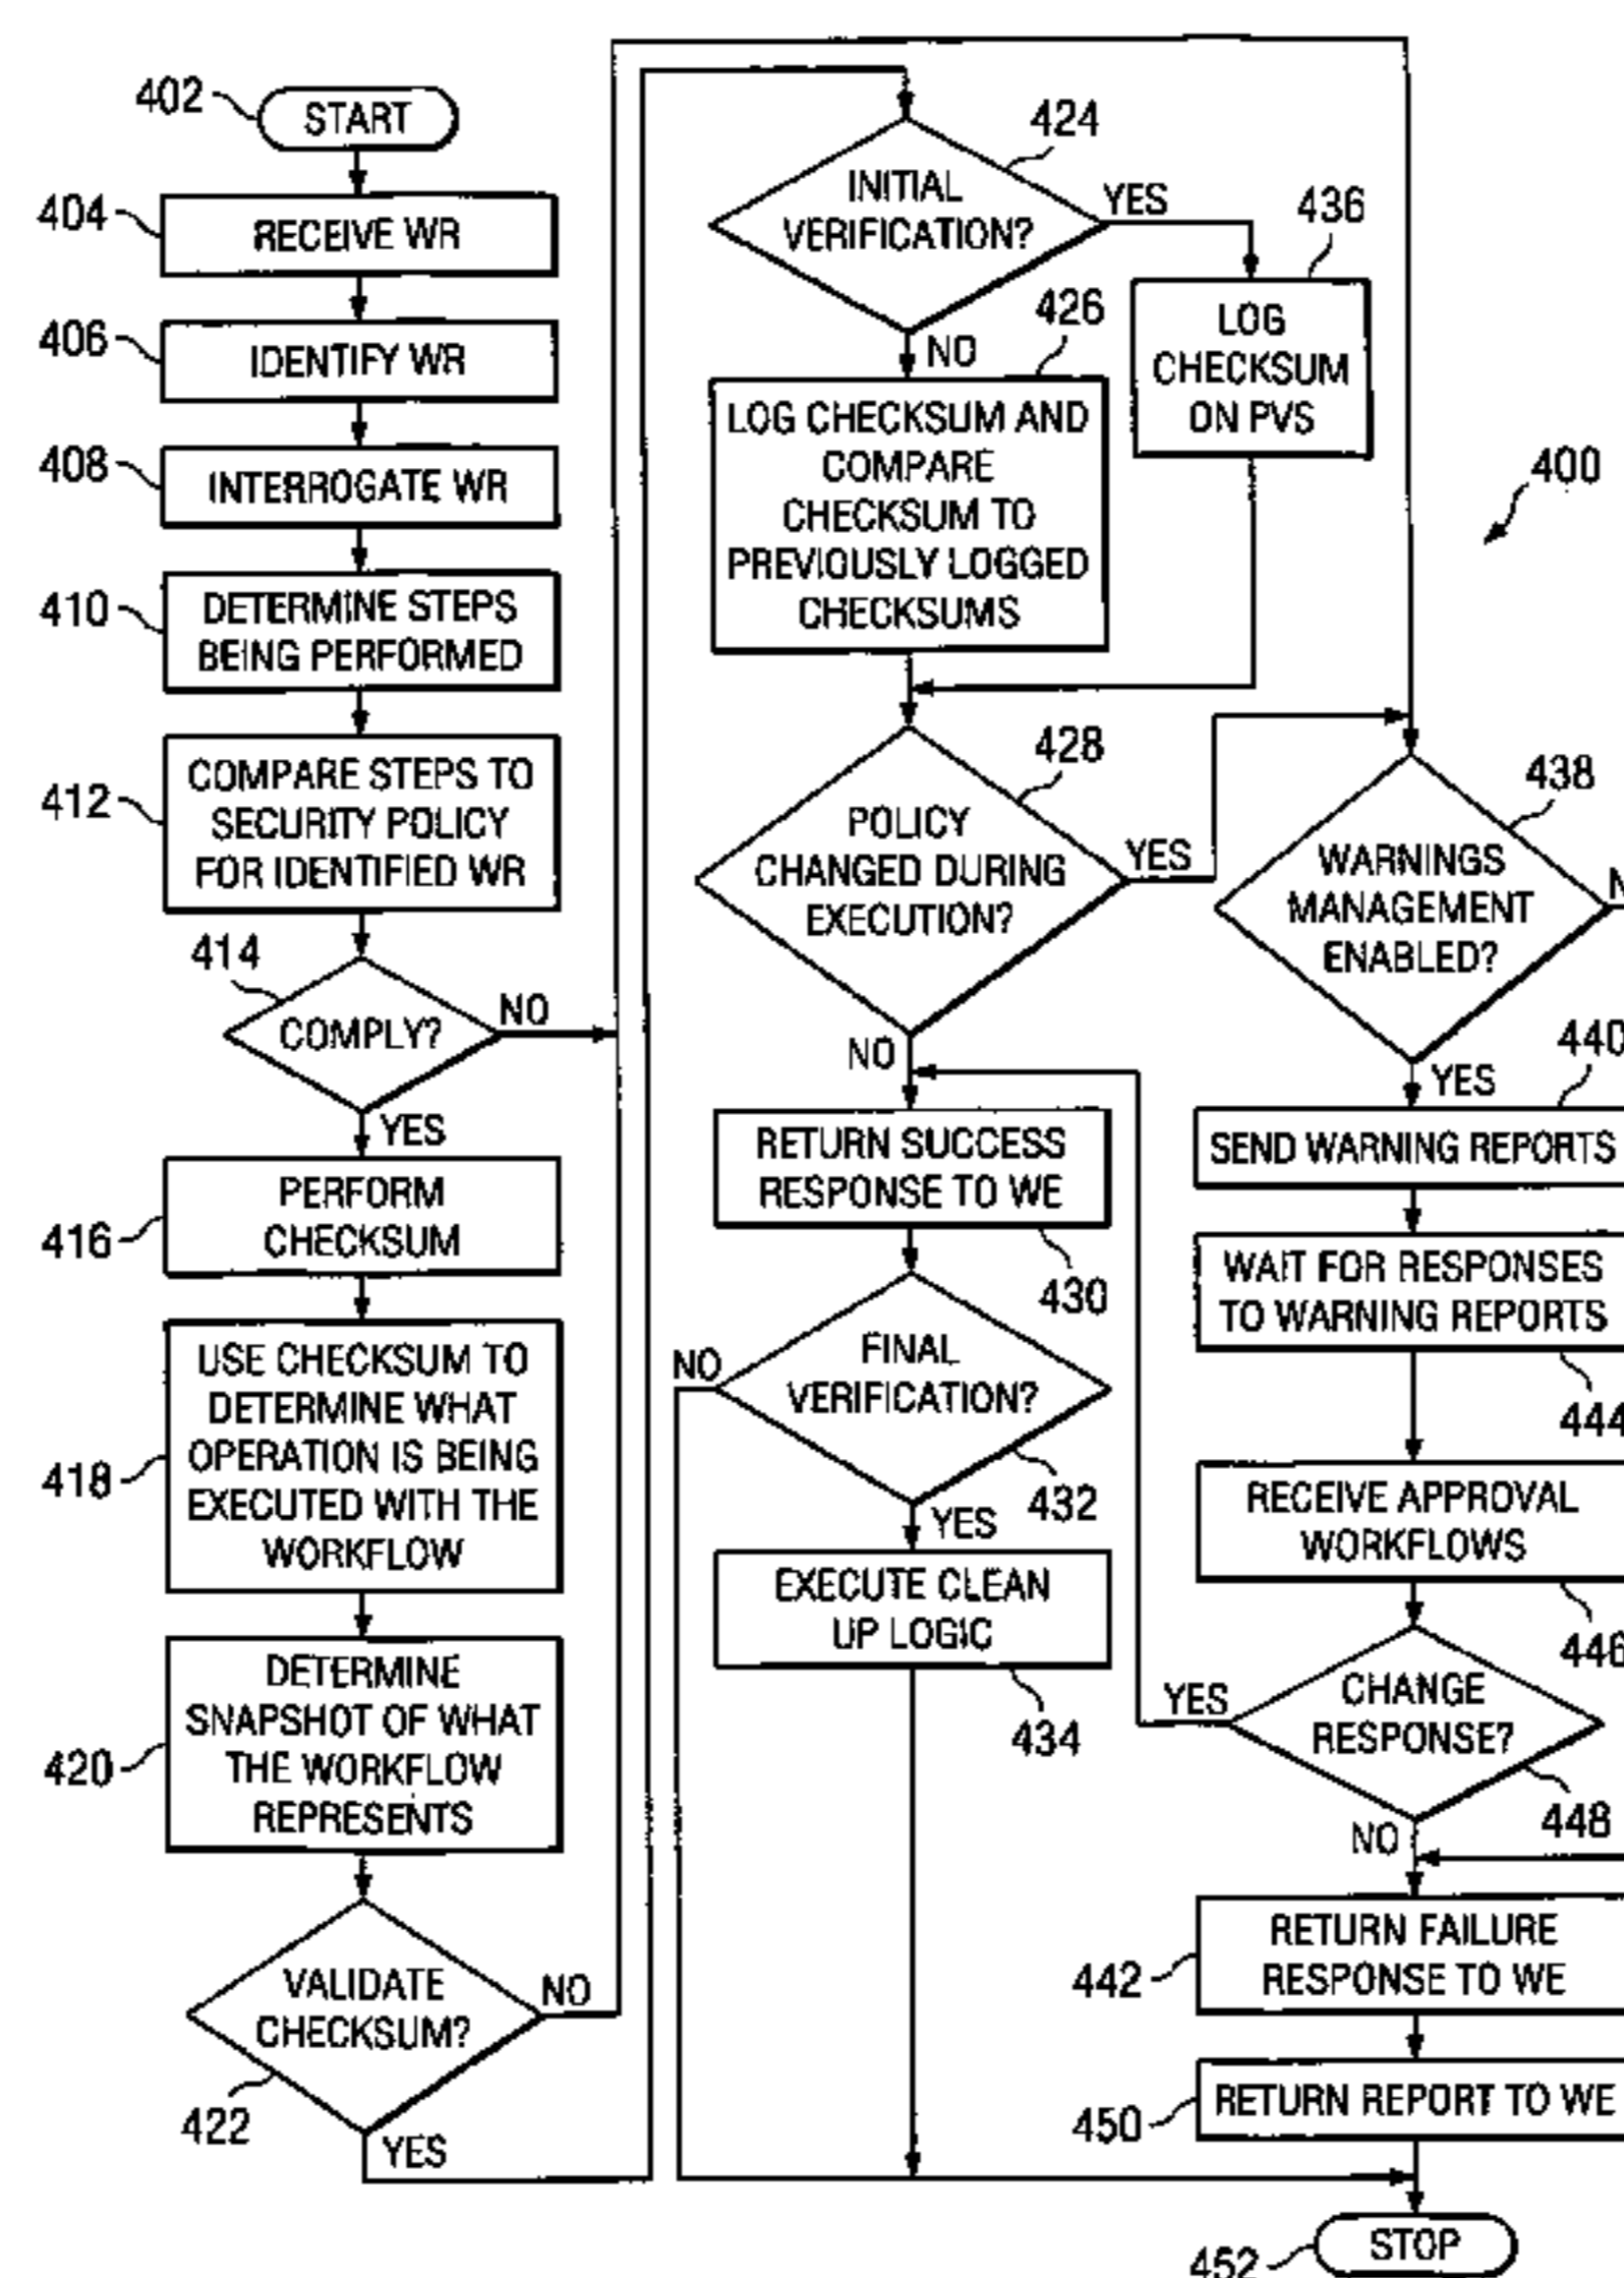 402
START
404
RECEIVE WR
406
IDENTIFY WR
408
INTERROGATE WR
410
DETERMINE STEPS
BEING PERFORMED
412
COMPARE STEPS TO
SECURITY POLICY
FOR IDENTIFIED WR
414
COMPLY?
NO
YES
416
PERFORM
CHECKSUM
418
USE CHECKSUM TO
DETERMINE WHAT
OPERATION IS BEING
EXECUTED WITH THE
WORKFLOW
420
DETERMINE
SNAPSHOT OF WHAT
THE WORKFLOW
REPRESENTS
VALIDATE
CHECKSUM?
NO
422
YES
424
INITIAL
VERIFICATION?
YES
436
LOG
CHECKSUM
ON PVS
NO
426
LOG CHECKSUM AND
COMPARE
CHECKSUM TO
PREVIOUSLY LOGGED
CHECKSUMS
428
POLICY
CHANGED DURING
EXECUTION?
YES
NO
RETURN SUCCESS
RESPONSE TO WE
430
FINAL
VERIFICATION?
NO
432
YES
EXECUTE CLEAN
UP LOGIC
434
400
438
WARNINGS
MANAGEMENT
ENABLED?
YES
440
SEND WARNING REPORTS
WAIT FOR RESPONSES
TO WARNING REPORTS
444
RECEIVE APPROVAL
WORKFLOWS
446
CHANGE
RESPONSE?
YES
448
NO
442
RETURN FAILURE
RESPONSE TO WE
450
RETURN REPORT TO WE
452
STOP